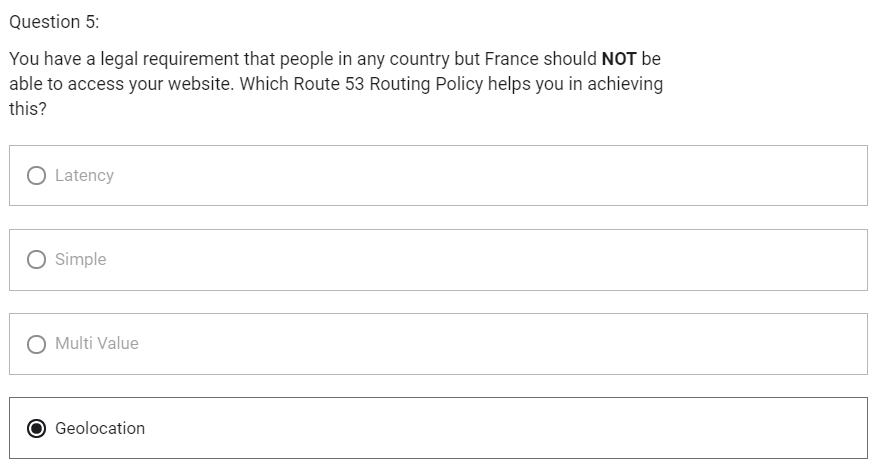 Question 5:
You have a legal requirement that people in any country but France should NOT be
able to access your website. Which Route 53 Routing Policy helps you in achieving
this?
Latency
Simple
Multi Value
Geolocation